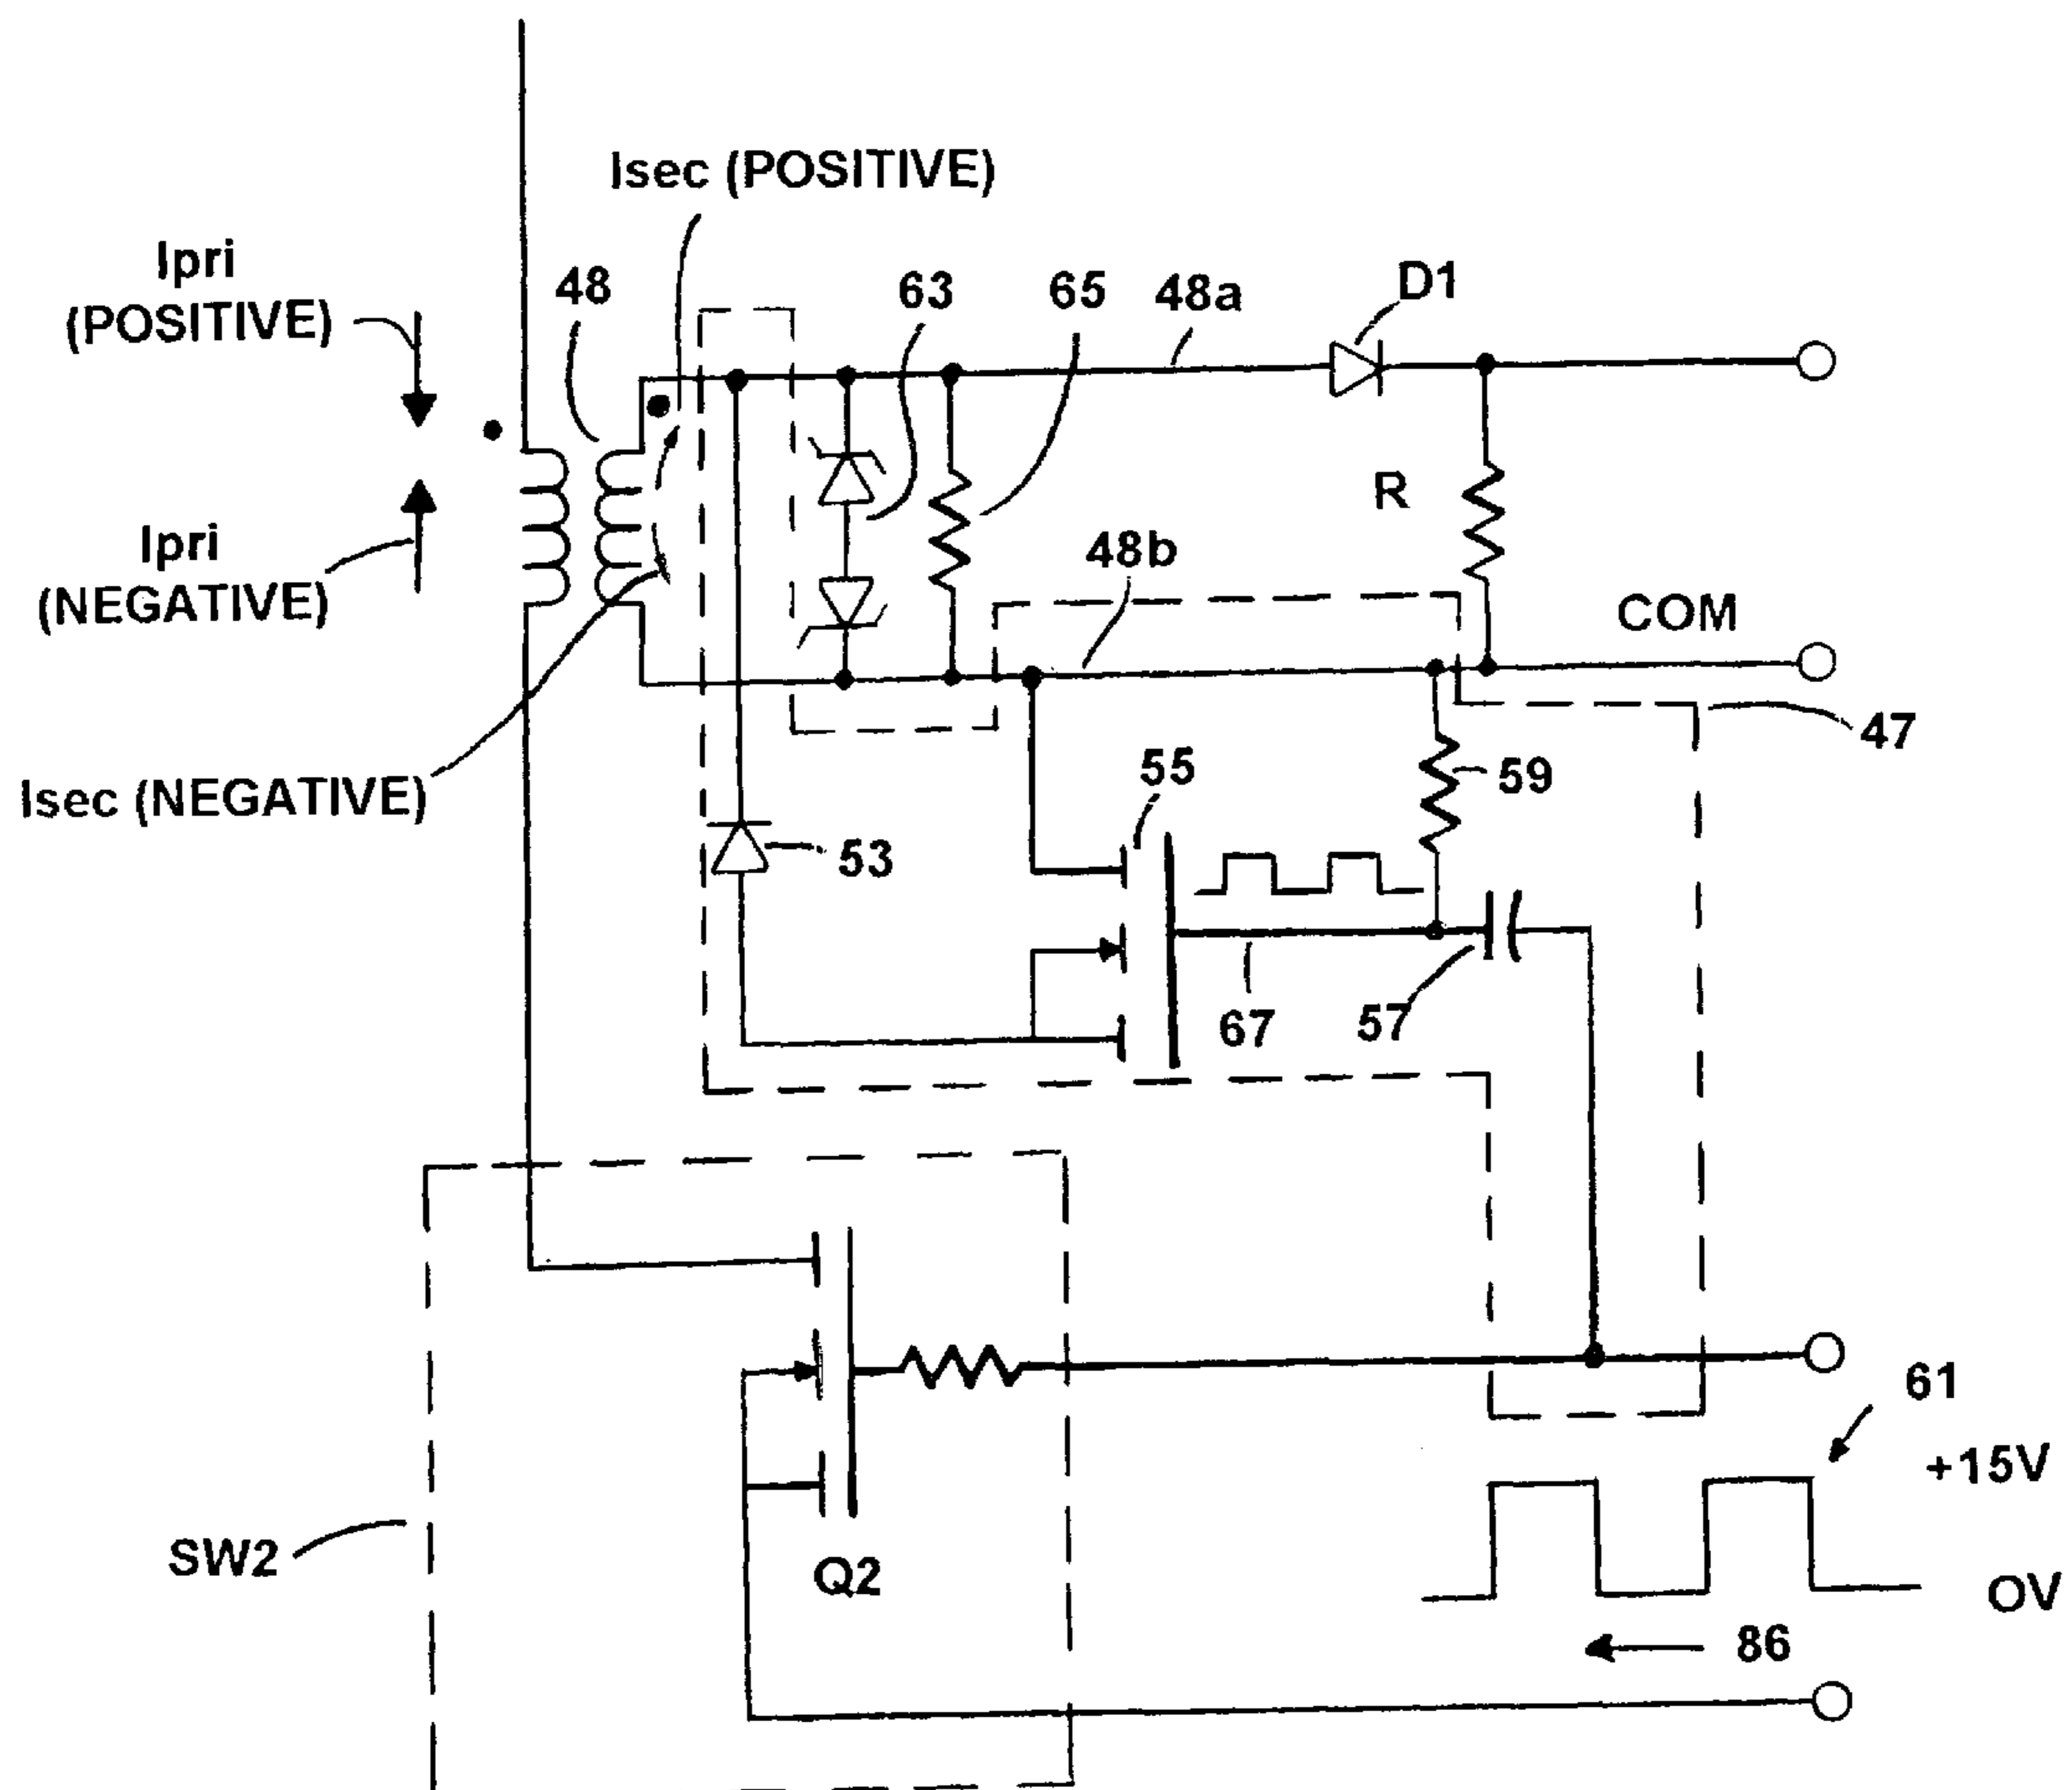 Isec (POSITIVE)
Ipri
(POSITIVE)
48
63
65
48a
D1
R
Ipri
(NEGATIVE)
48b
COM
47
Isec (NEGATIVE)
55
59
53
67
57
61
+15V
SW2
Q2
OV
86